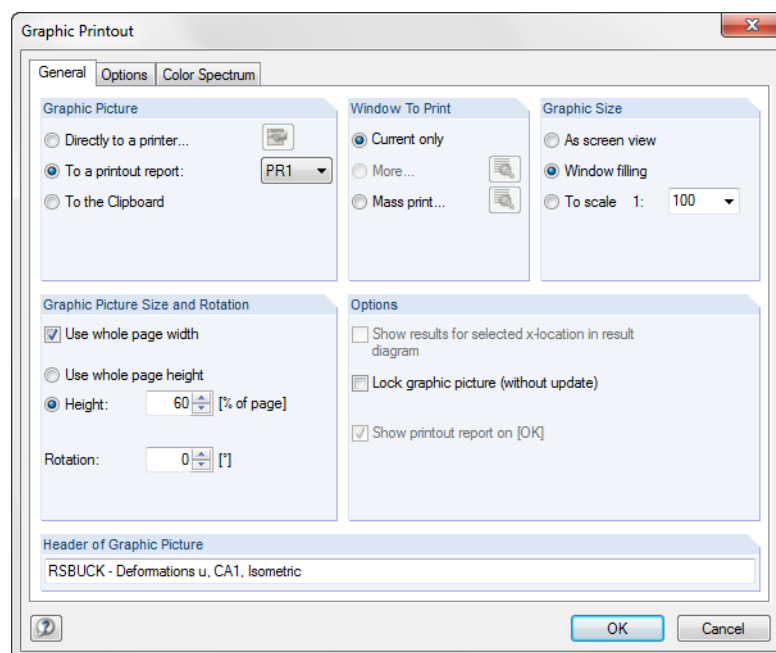 Graphic Printout
General Options Color Spectrum
Graphic Picture
Directly to a printer...
To a printout report: PR1
To the Clipboard
Window To Print
Current only
More...
Mass print...
Graphic Size
As screen view
Window filling
To scale 1: 100
Graphic Picture Size and Rotation
Use whole page width
Use whole page height
Height: 60 [% of page]
Rotation: 0 [°]
Options
Show results for selected x-location in result
diagram
Lock graphic picture (without update)
Show printout report on [OK]
Header of Graphic Picture
RSBUCK - Deformations u, CA1, Isometric
OK Cancel